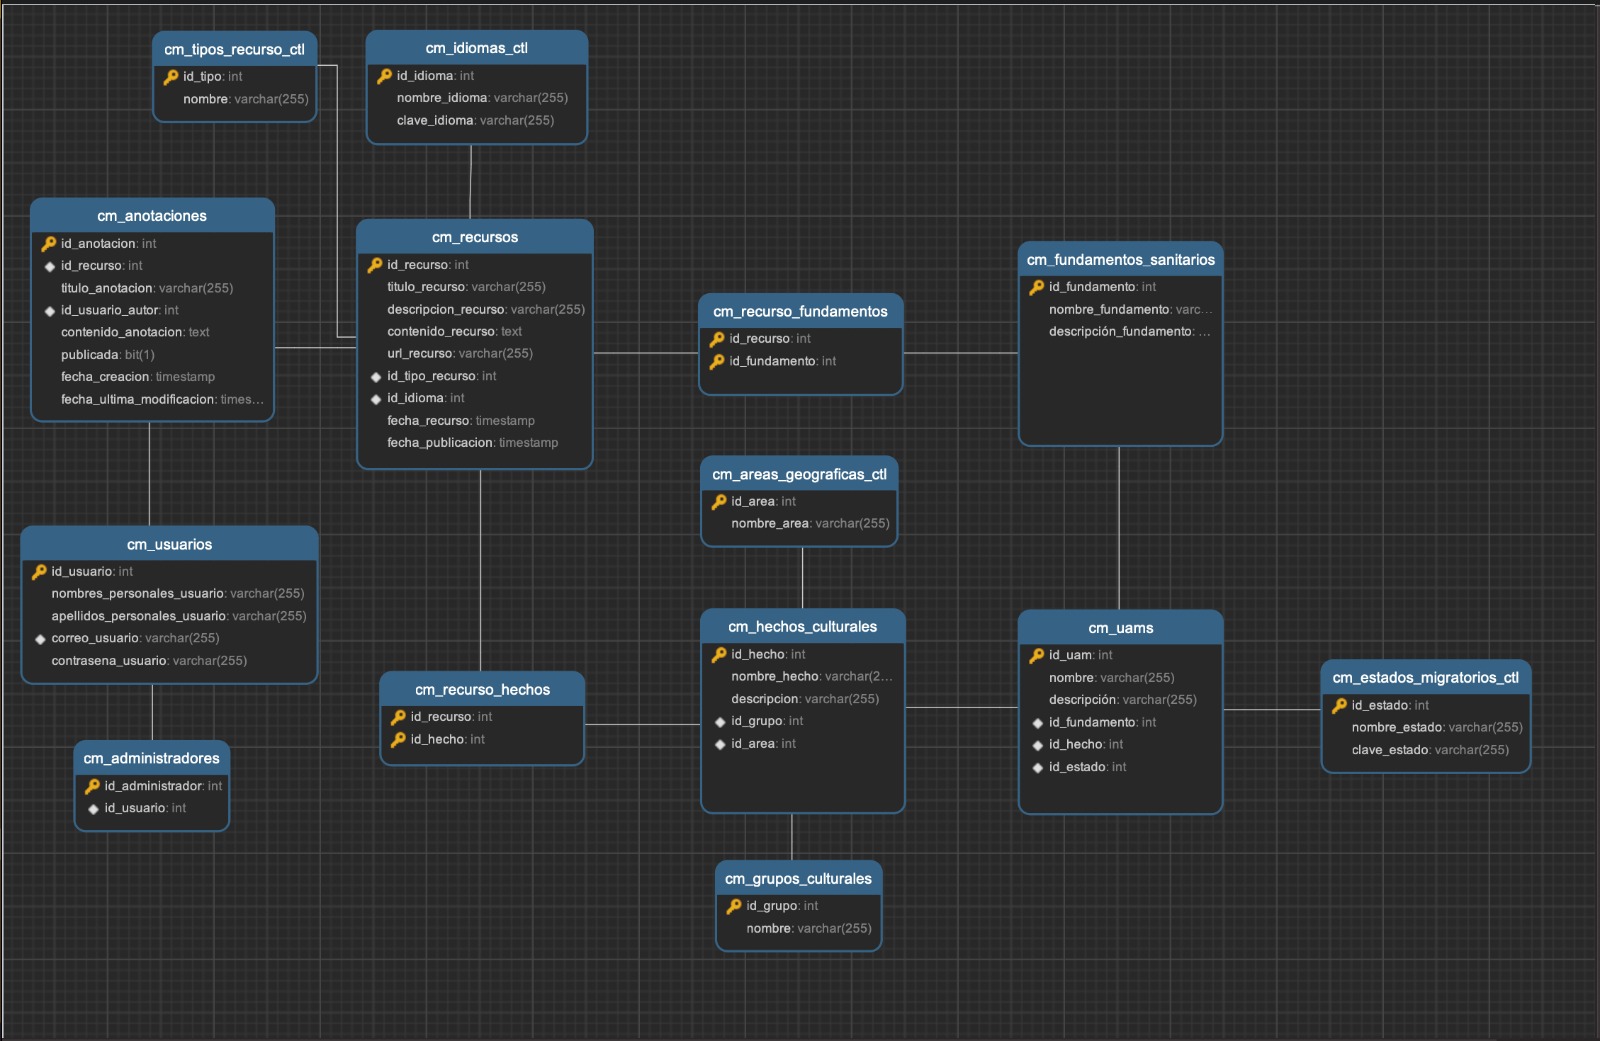 cm_tipos_recurso_ctl
id_tipo: int
nombre: varchar(255)
cm_idiomas_ctl
id_idioma: int
nombre_idioma: varchar(255)
clave_idioma: varchar(255)
cm_anotaciones
id_anotacion: int
id_recurso: int
titulo_anotacion: varchar(255)
id_usuario_autor: int
contenido_anotacion: text
publicada: bit(1)
fecha_creacion: timestamp
fecha_ultima_modificacion: times...
cm_recursos
id_recurso: int
titulo_recurso: varchar(255)
descripcion_recurso: varchar(255)
contenido_recurso: text
url_recurso: varchar(255)
id_tipo_recurso: int
id_idioma: int
fecha_recurso: timestamp
fecha_publicacion: timestamp
cm_recurso_fundamentos
id_recurso: int
id_fundamento: int
cm_fundamentos_sanitarios
id_fundamento: int
nombre_fundamento: varc...
descripción_fundamento: ...
cm_areas_geograficas_ctl
id_area: int
nombre_area: varchar(255)
cm_usuarios
id_usuario: int
nombres_personales_usuario: varchar(255)
apellidos_personales_usuario: varchar(255)
correo_usuario: varchar(255)
contrasena_usuario: varchar(255)
cm_recurso_hechos
id_recurso: int
id_hecho: int
cm_hechos_culturales
id_hecho: int
nombre_hecho: varchar(2...
descripcion: varchar(255)
id_grupo: int
id_area: int
cm_uams
id_uam: int
nombre: varchar(255)
descripción: varchar(255)
id_fundamento: int
id_hecho: int
id_estado: int
cm_estados_migratorios_ctl
id_estado: int
nombre_estado: varchar(255)
clave_estado: varchar(255)
cm_administradores
id_administrador: int
id_usuario: int
cm_grupos_culturales
id_grupo: int
nombre: varchar(255)